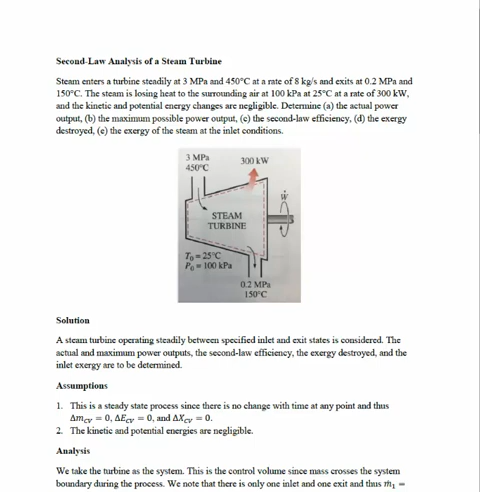 Second-Law Analysis of a Steam Turbine
Steam enters a turbine steadily at 3 MPa and 450°C at a rate of 8 kg/s and exits at 0.2 MPa and
150°C. The steam is losing heat to the surrounding air at 100 kPa at 25°C at a rate of 300 kW,
and the kinetic and potential energy changes are negligible. Determine (a) the actual power
output, (b) the maximum possible power output, (c) the second-law efficiency, (d) the exergy
destroyed, (e) the exergy of the steam at the inlet conditions.
3 MPa
450°C
300 kW
Ẇ
STEAM
TURBINE
T₀ = 25°C
P₀ = 100 kPa
0.2 MPa
150°C
Solution
A steam turbine operating steadily between specified inlet and exit states is considered. The
actual and maximum power outputs, the second-law efficiency, the exergy destroyed, and the
inlet exergy are to be determined.
Assumptions
1. This is a steady state process since there is no change with time at any point and thus
Δm_CV = 0, ΔE_CV = 0, and ΔX_CV = 0.
2. The kinetic and potential energies are negligible.
Analysis
We take the turbine as the system. This is the control volume since mass crosses the system
boundary during the process. We note that there is only one inlet and one exit and thus ṁ₁ =